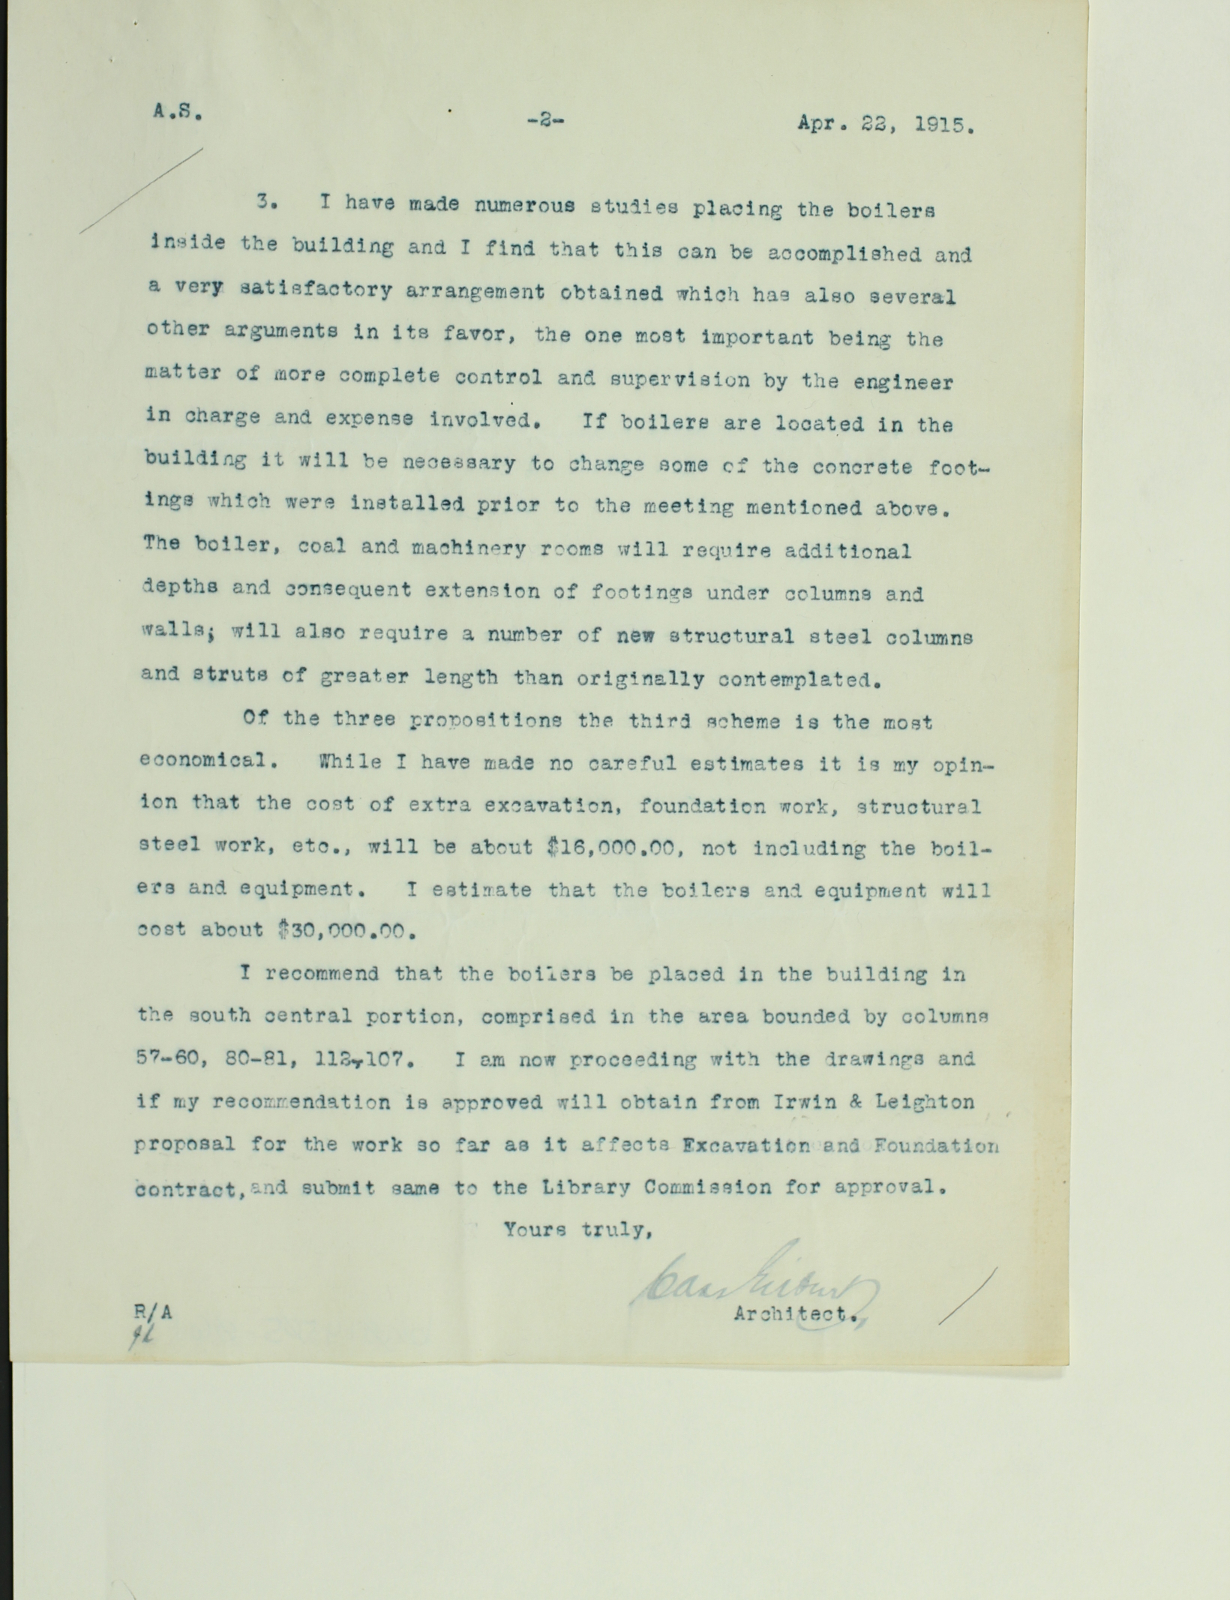 A.S. -2- Apr. 22, 1915.
3. I have made numerous studies placing the boilers
inside the building and I find that this can be accomplished and
a very satisfactory arrangement obtained which has also several
other arguments in its favor, the one most important being the
matter of more complete control and supervision by the engineer
in charge and expense involved. If boilers are located in the
building it will be necessary to change some of the concrete foot-
ings which were installed prior to the meeting mentioned above.
The boiler, coal and machinery rooms will require additional
depths and consequent extension of footings under columns and
walls; will also require a number of new structural steel columns
and struts of greater length than originally contemplated.
Of the three propositions the third scheme is the most
economical. While I have made no careful estimates it is my opin-
ion that the cost of extra excavation, foundation work, structural
steel work, etc., will be about $16,000.00, not including the boil-
ers and equipment. I estimate that the boilers and equipment will
cost about $30,000.00.
I recommend that the boilers be placed in the building in
the south central portion, comprised in the area bounded by columns
57-60, 80-81, 112-107. I am now proceeding with the drawings and
if my recommendation is approved will obtain from Irwin & Leighton
proposal for the work so far as it affects Excavation and Foundation
contract, and submit same to the Library Commission for approval.
Yours truly,
Cass Gilbert
Architect.
R/A